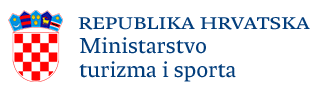 REPUBLIKA HRVATSKA
Ministarstvo
turizma i sporta